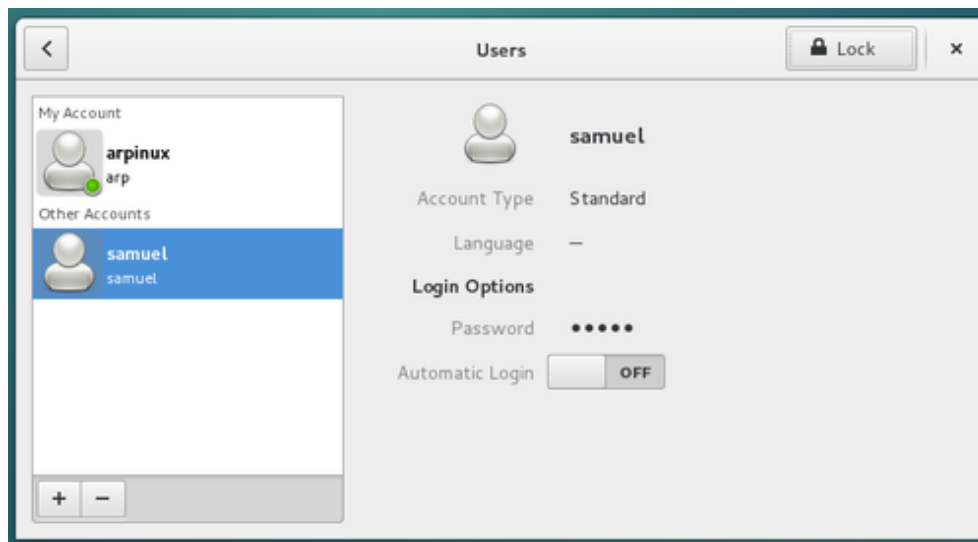 Users
Lock
My Account
arpinux
arp
Other Accounts
samuel
samuel
samuel
Account Type Standard
Language —
Login Options
Password •••••
Automatic Login OFF